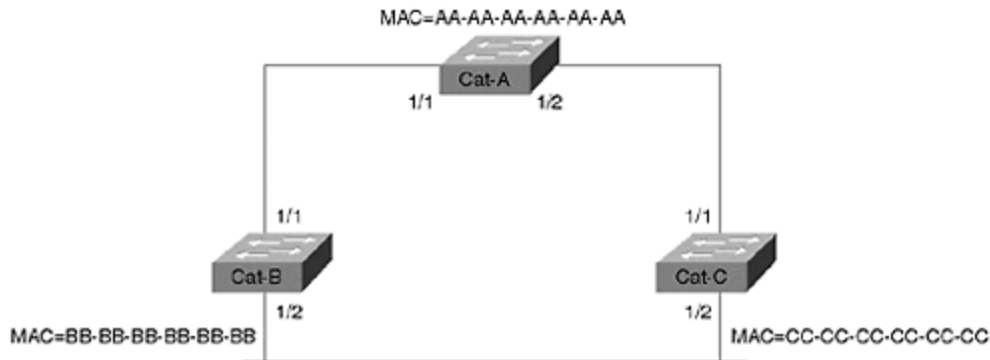 MAC=AA-AA-AA-AA-AA-AA
Cat-A
1/1 1/2
1/1 1/1
Cat-B Cat-C
1/2 1/2
MAC=BB-BB-BB-BB-BB-BB MAC=CC-CC-CC-CC-CC-CC